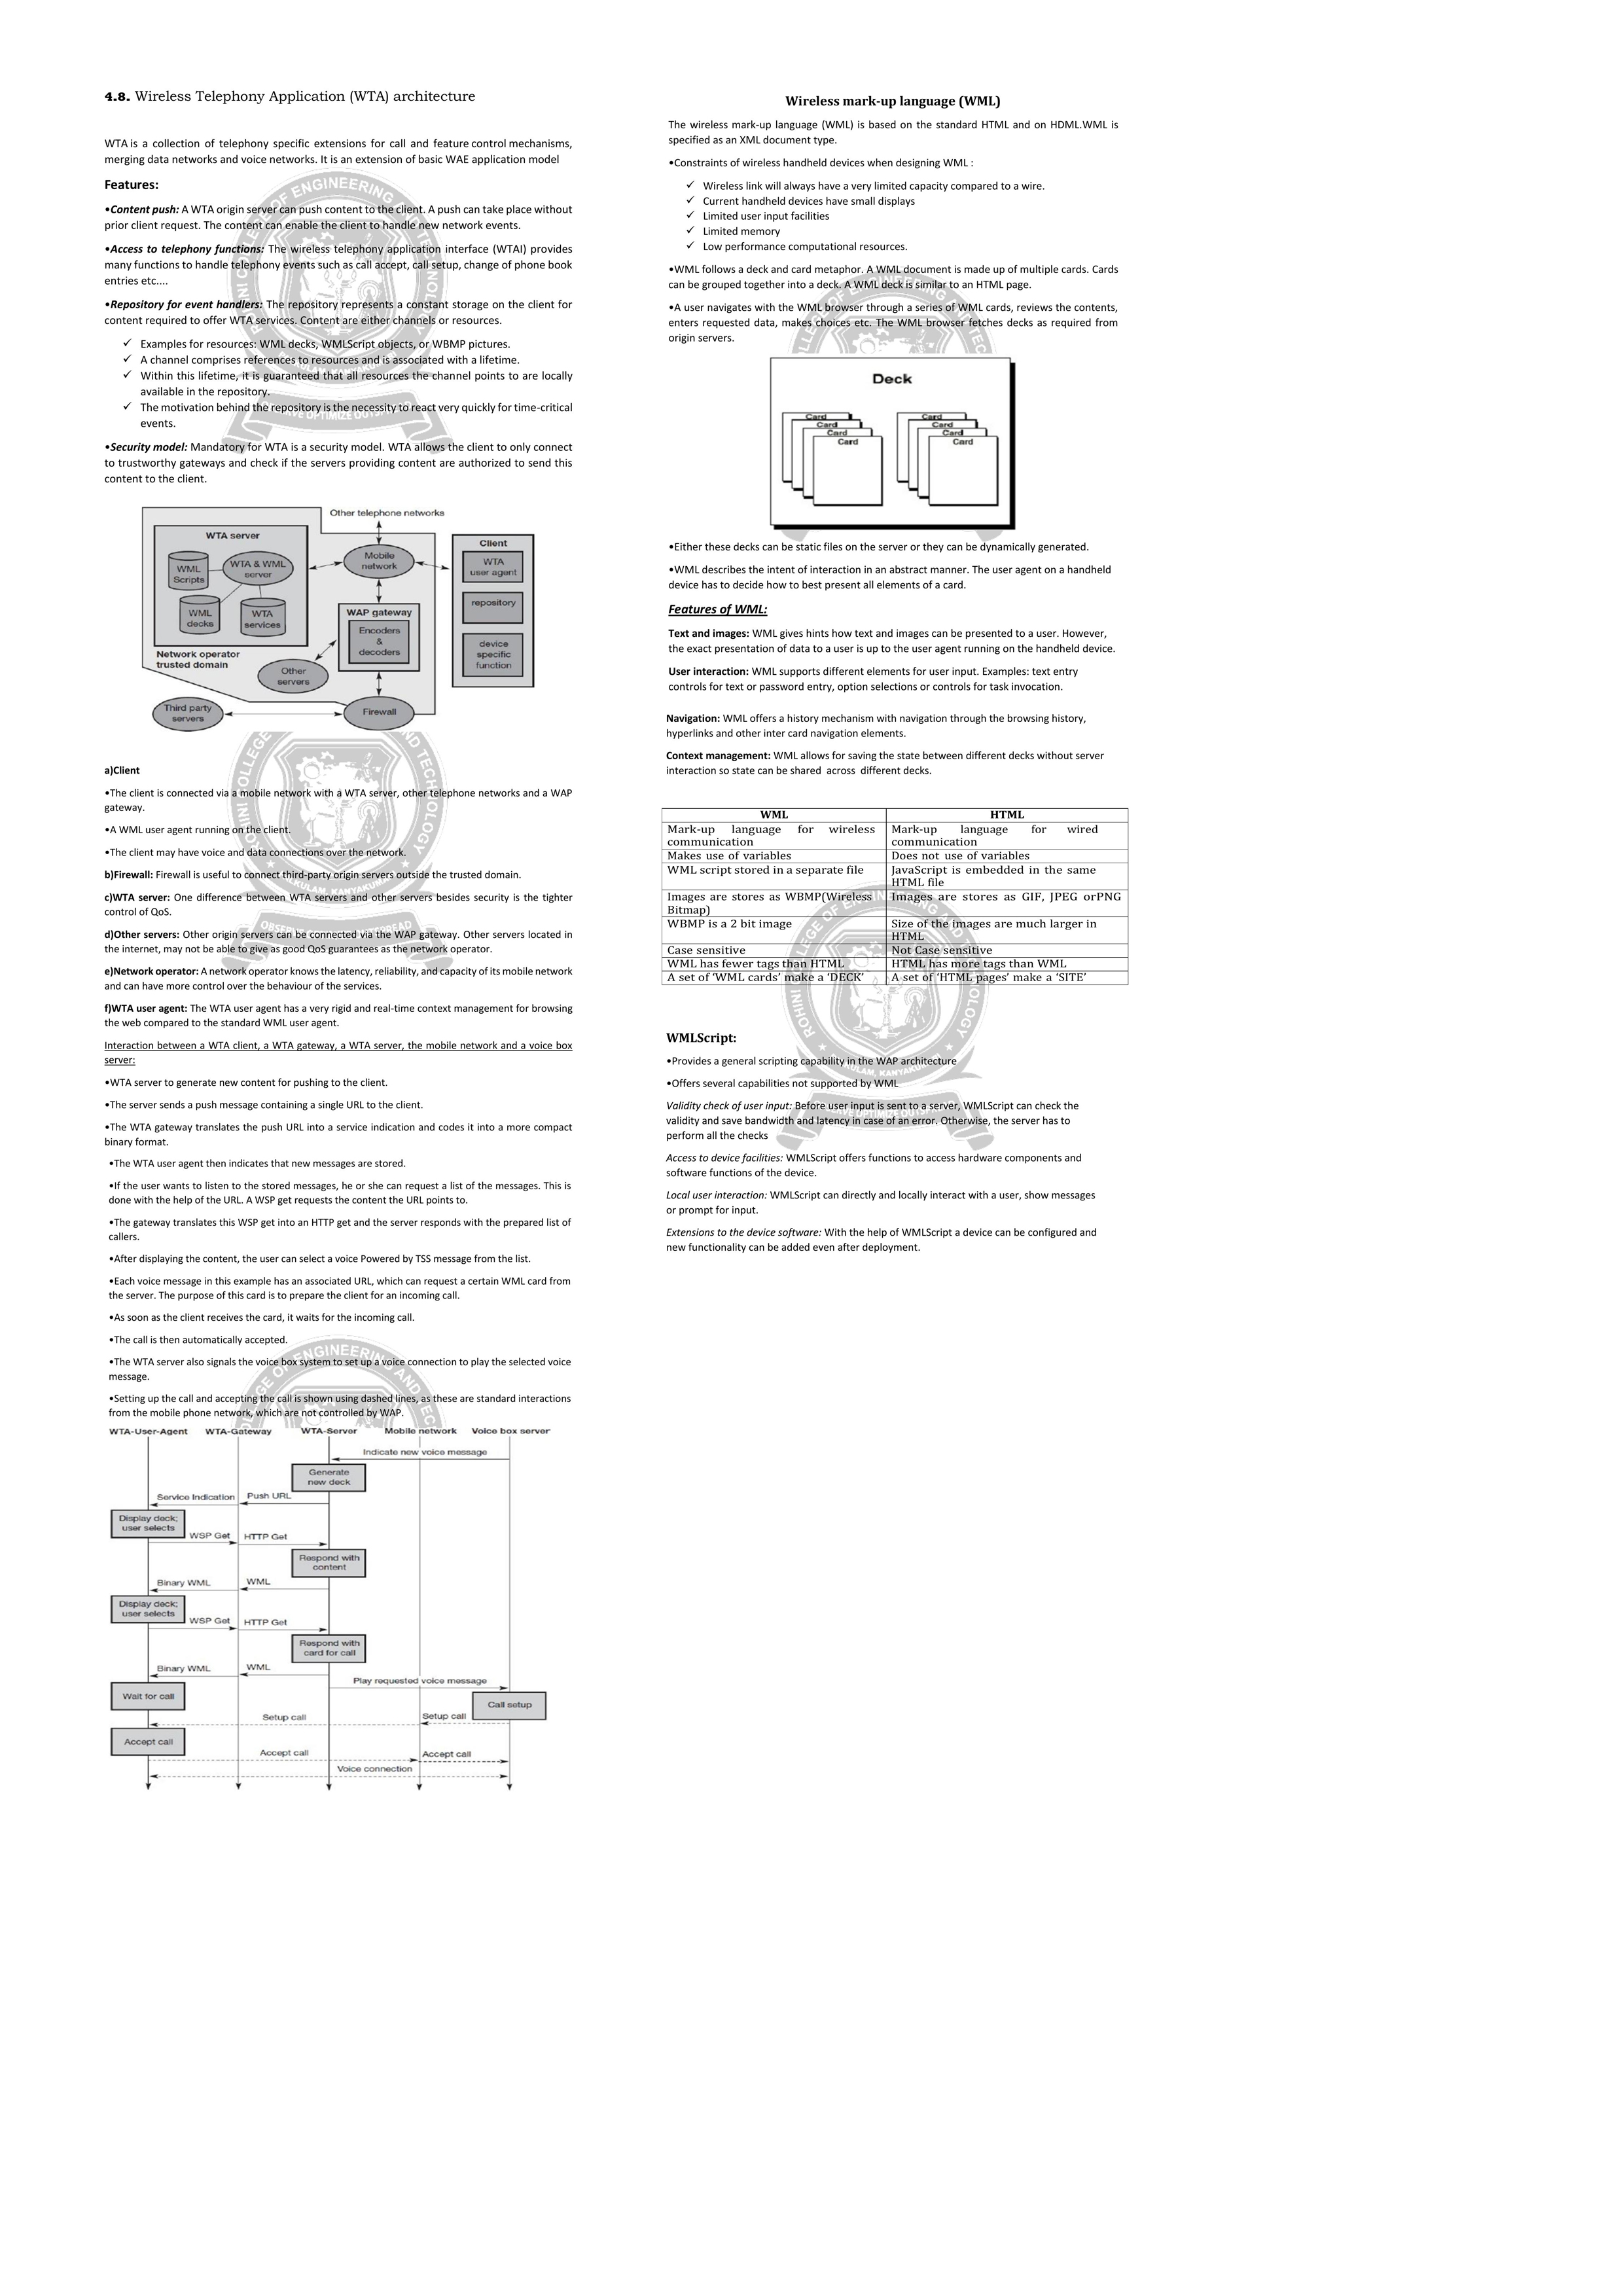 4.8. Wireless Telephony Application (WTA) architecture
WTA is a collection of telephony specific extensions for call and feature control mechanisms,
merging data networks and voice networks. It is an extension of basic WAE application model
Features:
•Content push: A WTA origin server can push content to the client. A push can take place without
prior client request. The content can enable the client to handle new network events.
•Access to telephony functions: The wireless telephony application interface (WTAI) provides
many functions to handle telephony events such as call accept, call setup, change of phone book
entries etc....
•Repository for event handlers: The repository represents a constant storage on the client for
content required to offer WTA services. Content are either channels or resources.
✓ Examples for resources: WML decks, WMLScript objects, or WBMP pictures.
✓ A channel comprises references to resources and is associated with a lifetime.
✓ Within this lifetime, it is guaranteed that all resources the channel points to are locally
available in the repository.
✓ The motivation behind the repository is the necessity to react very quickly for time-critical
events.
•Security model: Mandatory for WTA is a security model. WTA allows the client to only connect
to trustworthy gateways and check if the servers providing content are authorized to send this
content to the client.
Other telephone networks
WTA server
Client
WML
Scripts
WTA & WML
server
Mobile
network
WTA
user agent
WML
decks
WTA
services
WAP gateway
repository
Encoders
&
decoders
Network operator
trusted domain
device
specific
function
Other
servers
Third party
servers
Firewall
a)Client
•The client is connected via a mobile network with a WTA server, other telephone networks and a WAP
gateway.
•A WML user agent running on the client.
•The client may have voice and data connections over the network.
b)Firewall: Firewall is useful to connect third-party origin servers outside the trusted domain.
c)WTA server: One difference between WTA servers and other servers besides security is the tighter
control of QoS.
d)Other servers: Other origin servers can be connected via the WAP gateway. Other servers located in
the internet, may not be able to give as good QoS guarantees as the network operator.
e)Network operator: A network operator knows the latency, reliability, and capacity of its mobile network
and can have more control over the behaviour of the services.
f)WTA user agent: The WTA user agent has a very rigid and real-time context management for browsing
the web compared to the standard WML user agent.
Interaction between a WTA client, a WTA gateway, a WTA server, the mobile network and a voice box
server:
•WTA server to generate new content for pushing to the client.
•The server sends a push message containing a single URL to the client.
•The WTA gateway translates the push URL into a service indication and codes it into a more compact
binary format.
•The WTA user agent then indicates that new messages are stored.
•If the user wants to listen to the stored messages, he or she can request a list of the messages. This is
done with the help of the URL. A WSP get requests the content the URL points to.
•The gateway translates this WSP get into an HTTP get and the server responds with the prepared list of
callers.
•After displaying the content, the user can select a voice Powered by TSS message from the list.
•Each voice message in this example has an associated URL, which can request a certain WML card from
the server. The purpose of this card is to prepare the client for an incoming call.
•As soon as the client receives the card, it waits for the incoming call.
•The call is then automatically accepted.
•The WTA server also signals the voice box system to set up a voice connection to play the selected voice
message.
•Setting up the call and accepting the call is shown using dashed lines, as these are standard interactions
from the mobile phone network, which are not controlled by WAP.
WTA-User-Agent WTA-Gateway WTA-Server Mobile network Voice box server
Indicate new voice message
Generate
new deck
Service Indication Push URL
Display deck;
user selects
WSP Get HTTP Get
Respond with
content
Binary WML WML
Display deck;
user selects
WSP Get HTTP Get
Respond with
card for call
Binary WML WML
Play requested voice message
Wait for call
Call setup
Setup call Setup call
Accept call
Accept call Accept call
Voice connection
Wireless mark-up language (WML)
The wireless mark-up language (WML) is based on the standard HTML and on HDML.WML is
specified as an XML document type.
•Constraints of wireless handheld devices when designing WML :
✓ Wireless link will always have a very limited capacity compared to a wire.
✓ Current handheld devices have small displays
✓ Limited user input facilities
✓ Limited memory
✓ Low performance computational resources.
•WML follows a deck and card metaphor. A WML document is made up of multiple cards. Cards
can be grouped together into a deck. A WML deck is similar to an HTML page.
•A user navigates with the WML browser through a series of WML cards, reviews the contents,
enters requested data, makes choices etc. The WML browser fetches decks as required from
origin servers.
Deck
Card Card
Card Card
Card Card
Card Card
•Either these decks can be static files on the server or they can be dynamically generated.
•WML describes the intent of interaction in an abstract manner. The user agent on a handheld
device has to decide how to best present all elements of a card.
Features of WML:
Text and images: WML gives hints how text and images can be presented to a user. However,
the exact presentation of data to a user is up to the user agent running on the handheld device.
User interaction: WML supports different elements for user input. Examples: text entry
controls for text or password entry, option selections or controls for task invocation.
Navigation: WML offers a history mechanism with navigation through the browsing history,
hyperlinks and other inter card navigation elements.
Context management: WML allows for saving the state between different decks without server
interaction so state can be shared across different decks.
WML HTML
Mark-up language for wireless Mark-up language for wired
communication communication
Makes use of variables Does not use of variables
WML script stored in a separate file JavaScript is embedded in the same
HTML file
Images are stores as WBMP(Wireless Images are stores as GIF, JPEG orPNG
Bitmap)
WBMP is a 2 bit image Size of the images are much larger in
HTML
Case sensitive Not Case sensitive
WML has fewer tags than HTML HTML has more tags than WML
A set of ‘WML cards’ make a ‘DECK’ A set of ‘HTML pages’ make a ‘SITE’
WMLScript:
•Provides a general scripting capability in the WAP architecture
•Offers several capabilities not supported by WML
Validity check of user input: Before user input is sent to a server, WMLScript can check the
validity and save bandwidth and latency in case of an error. Otherwise, the server has to
perform all the checks
Access to device facilities: WMLScript offers functions to access hardware components and
software functions of the device.
Local user interaction: WMLScript can directly and locally interact with a user, show messages
or prompt for input.
Extensions to the device software: With the help of WMLScript a device can be configured and
new functionality can be added even after deployment.